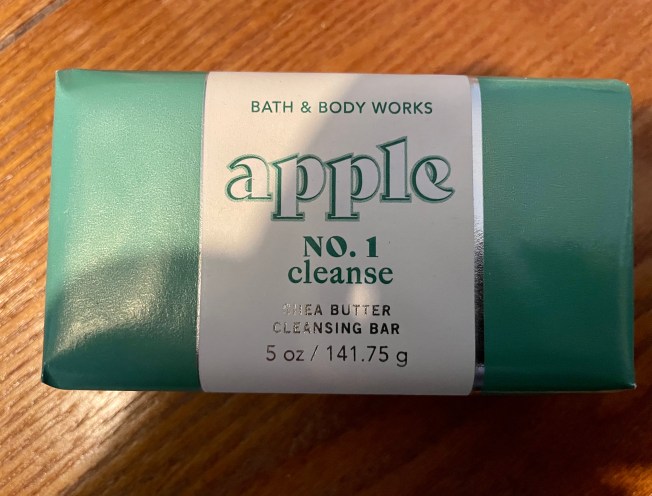 BATH & BODY WORKS
apple
NO. 1
cleanse
SHEA BUTTER
CLEANSING BAR
5 oz / 141.75 g